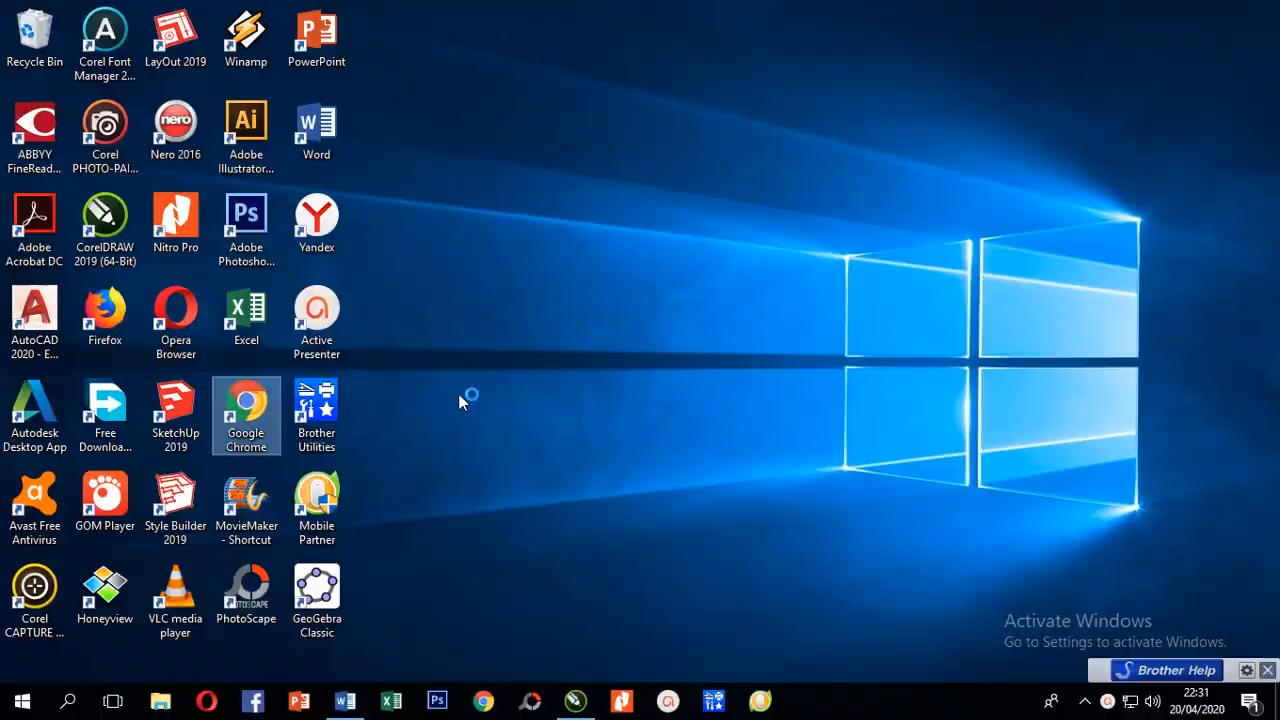 Recycle Bin
Corel Font
Manager 2...
LayOut 2019
Winamp
PowerPoint
ABBYY
FineRead...
Corel
PHOTO-PAI...
nero
Nero 2016
Ai
Adobe
Illustrator...
Word
Adobe
Acrobat DC
CorelDRAW
2019 (64-Bit)
Nitro Pro
Ps
Adobe
Photosho...
Yandex
AutoCAD
2020 - E...
Firefox
Opera
Browser
Excel
Active
Presenter
Autodesk
Desktop App
Free
Downloa...
SketchUp
2019
Google
Chrome
Brother
Utilities
Avast Free
Antivirus
GOM Player
Style Builder
2019
MovieMaker
- Shortcut
Mobile
Partner
Corel
CAPTURE ...
Honeyview
VLC media
player
PhotoScape
GeoGebra
Classic
Activate Windows
Go to Settings to activate Windows.
Brother Help
22:31
20/04/2020